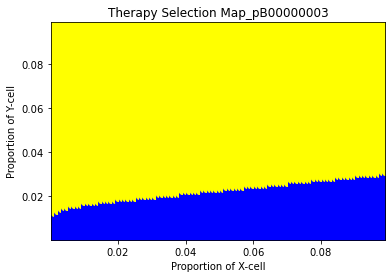 Therapy Selection Map_pB00000003
Proportion of Y-cell
0.08
0.06
0.04
0.02
0.02
0.04
0.06
0.08
Proportion of X-cell